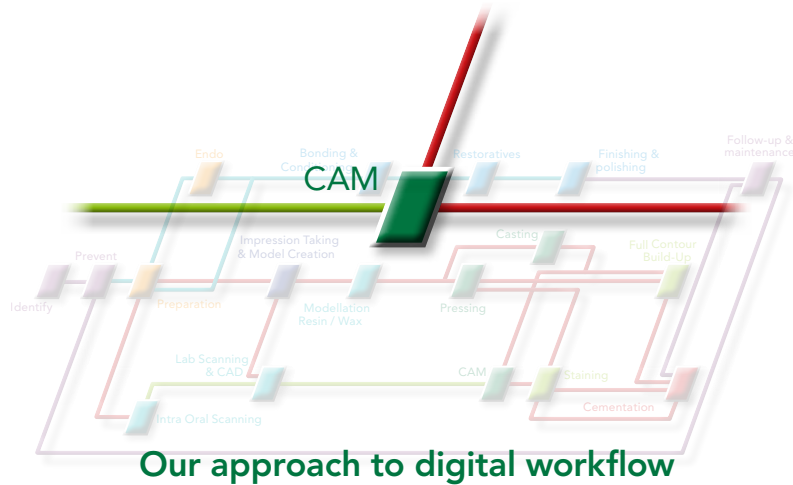 Follow-up &
maintenance
Endo
Bonding &
Conditioning
Restoratives
Finishing &
polishing
CAM
Casting
Full Contour
Build-Up
Impression Taking
& Model Creation
Prevent
Identify
Preparation
Modellation
Resin / Wax
Pressing
Lab Scanning
& CAD
CAM
Staining
Intra Oral Scanning
Cementation
Our approach to digital workflow